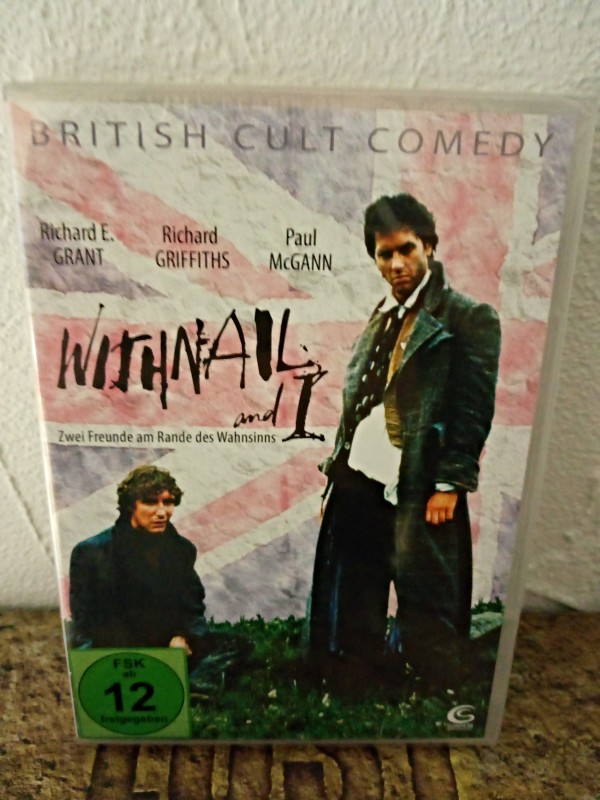 BRITISH CULT COMEDY
Richard E. GRANT
Richard GRIFFITHS
Paul McGANN
WITHNAIL
and I
Zwei Freunde am Rande des Wahnsinns
FSK
ab
12
freigegeben